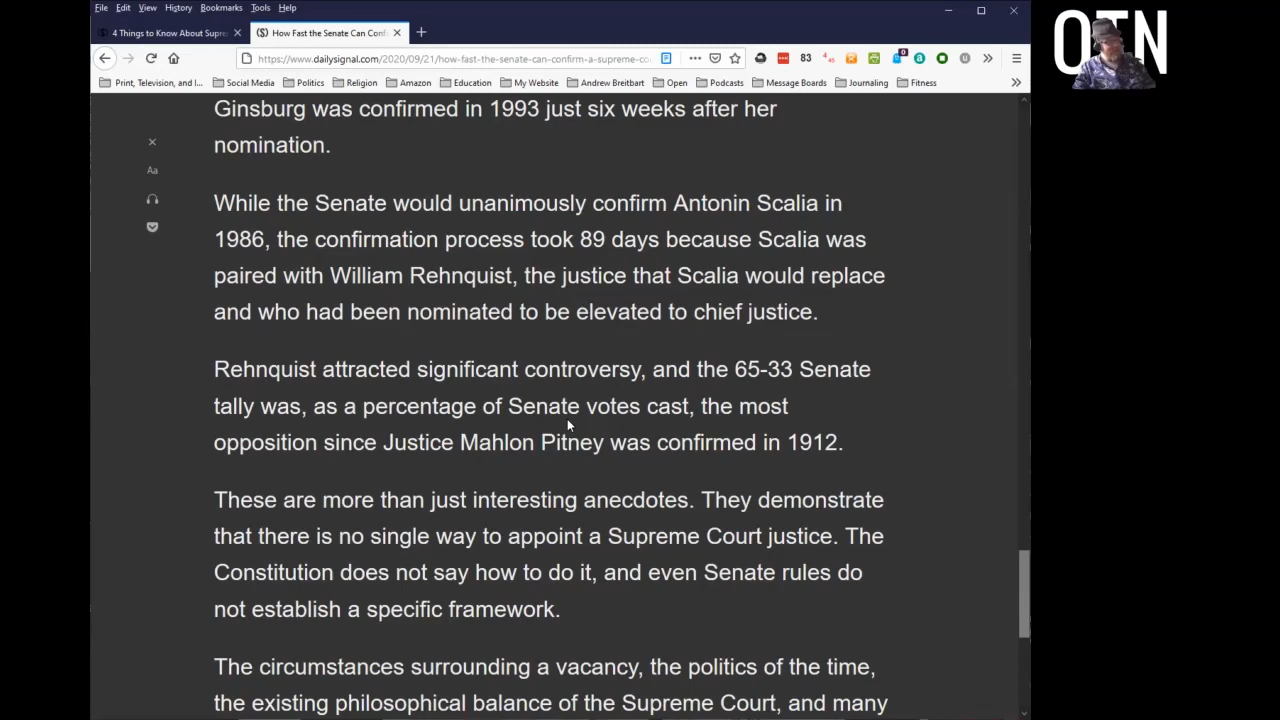 File Edit View History Bookmarks Tools Help
4 Things to Know About Supre
How Fast the Senate Can Conf
https://www.dailysignal.com/2020/09/21/how-fast-the-senate-can-confirm-a-supreme-co
83
45
0
Print, Television, and I... Social Media Politics Religion Amazon Education My Website Andrew Breitbart Open Podcasts Message Boards Journaling Fitness
OTN
Ginsburg was confirmed in 1993 just six weeks after her
nomination.
Aa
While the Senate would unanimously confirm Antonin Scalia in
1986, the confirmation process took 89 days because Scalia was
paired with William Rehnquist, the justice that Scalia would replace
and who had been nominated to be elevated to chief justice.
Rehnquist attracted significant controversy, and the 65-33 Senate
tally was, as a percentage of Senate votes cast, the most
opposition since Justice Mahlon Pitney was confirmed in 1912.
These are more than just interesting anecdotes. They demonstrate
that there is no single way to appoint a Supreme Court justice. The
Constitution does not say how to do it, and even Senate rules do
not establish a specific framework.
The circumstances surrounding a vacancy, the politics of the time,
the existing philosophical balance of the Supreme Court, and many